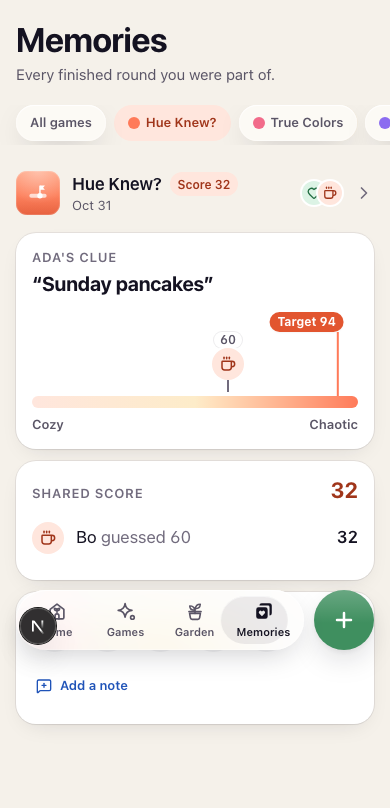 Memories
Every finished round you were part of.
All games
Hue Knew?
True Colors
Hue Knew? Score 32
Oct 31
ADA'S CLUE
“Sunday pancakes”
Target 94
60
Cozy Chaotic
SHARED SCORE 32
Bo guessed 60 32
N
me Games Garden Memories
Add a note